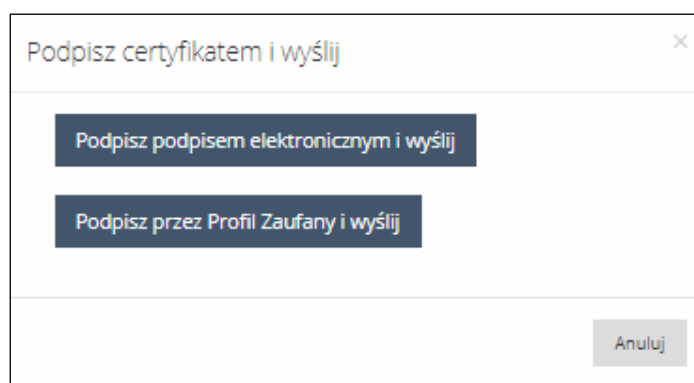 Podpisz certyfikatem i wyślij
×
Podpisz podpisem elektronicznym i wyślij
Podpisz przez Profil Zaufany i wyślij
Anuluj